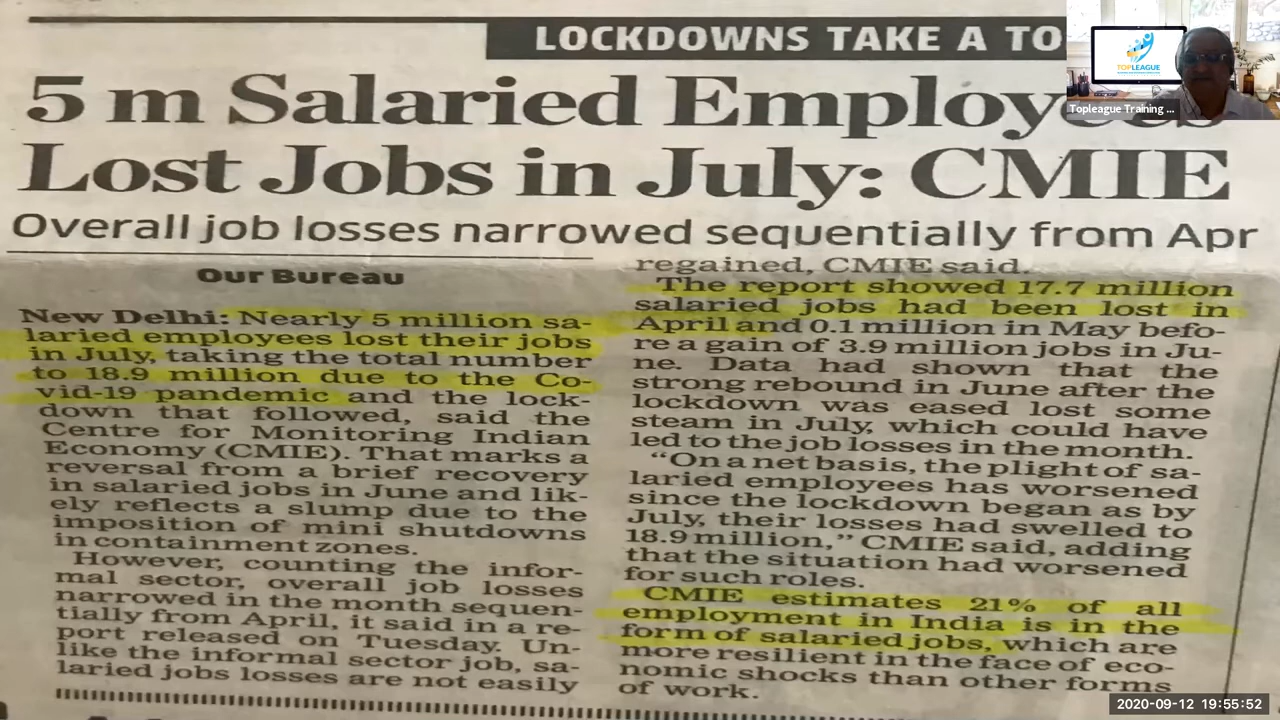 LOCKDOWNS TAKE A TO
5 m Salaried Employees
Lost Jobs in July: CMIE
Overall job losses narrowed sequentially from Apr
Our Bureau
New Delhi: Nearly 5 million sa-
laried employees lost their jobs
in July, taking the total number
to 18.9 million due to the Co-
vid-19 pandemic and the lock-
down that followed, said the
Centre for Monitoring Indian
Economy (CMIE). That marks a
reversal from a brief recovery
in salaried jobs in June and lik-
ely reflects a slump due to the
imposition of mini shutdowns
in containment zones.
However, counting the infor-
mal sector, overall job losses
narrowed in the month sequen-
tially from April, it said in a re-
port released on Tuesday. Un-
like the informal sector job, sa-
laried jobs losses are not easily
regained, CMIE said.
The report showed 17.7 million
salaried jobs had been lost in
April and 0.1 million in May befo-
re a gain of 3.9 million jobs in Ju-
ne. Data had shown that the
strong rebound in June after the
lockdown was eased lost some
steam in July, which could have
led to the job losses in the month.
“On a net basis, the plight of sa-
laried employees has worsened
since the lockdown began as by
July, their losses had swelled to
18.9 million,” CMIE said, adding
that the situation had worsened
for such roles.
CMIE estimates 21% of all
employment in India is in the
form of salaried jobs, which are
more resilient in the face of eco-
nomic shocks than other forms
of work.
TOPLEAGUE
Topleague Training ...
2020-09-12 19:55:52